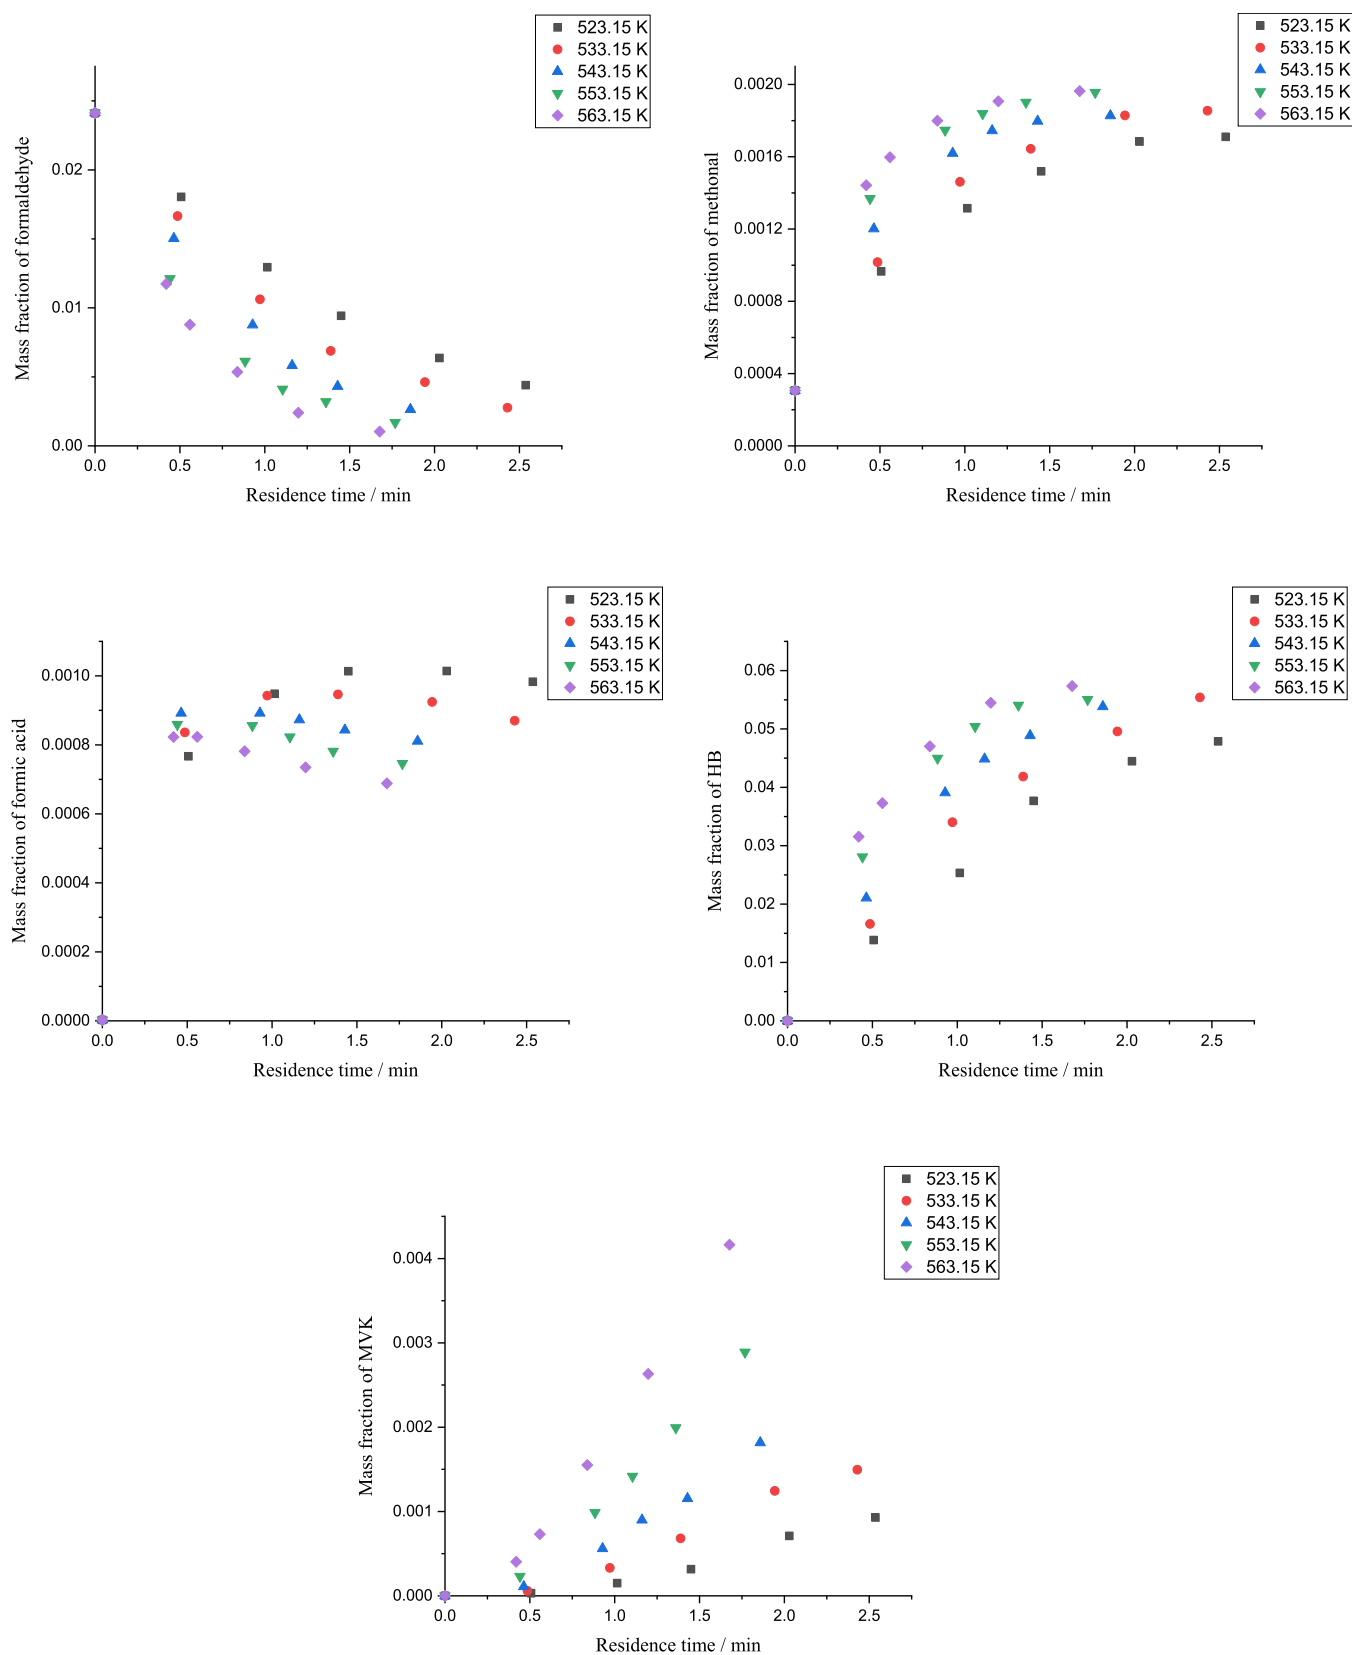 523.15 K
533.15 K
543.15 K
553.15 K
563.15 K
0.02
0.01
0.00
0.0 0.5 1.0 1.5 2.0 2.5
Mass fraction of formaldehyde
Residence time / min
523.15 K
533.15 K
543.15 K
553.15 K
563.15 K
0.0020
0.0016
0.0012
0.0008
0.0004
0.0000
0.0 0.5 1.0 1.5 2.0 2.5
Mass fraction of methonal
Residence time / min
523.15 K
533.15 K
543.15 K
553.15 K
563.15 K
0.0010
0.0008
0.0006
0.0004
0.0002
0.0000
0.0 0.5 1.0 1.5 2.0 2.5
Mass fraction of formic acid
Residence time / min
523.15 K
533.15 K
543.15 K
553.15 K
563.15 K
0.06
0.05
0.04
0.03
0.02
0.01
0.00
0.0 0.5 1.0 1.5 2.0 2.5
Mass fraction of HB
Residence time / min
523.15 K
533.15 K
543.15 K
553.15 K
563.15 K
0.004
0.003
0.002
0.001
0.000
0.0 0.5 1.0 1.5 2.0 2.5
Mass fraction of MVK
Residence time / min